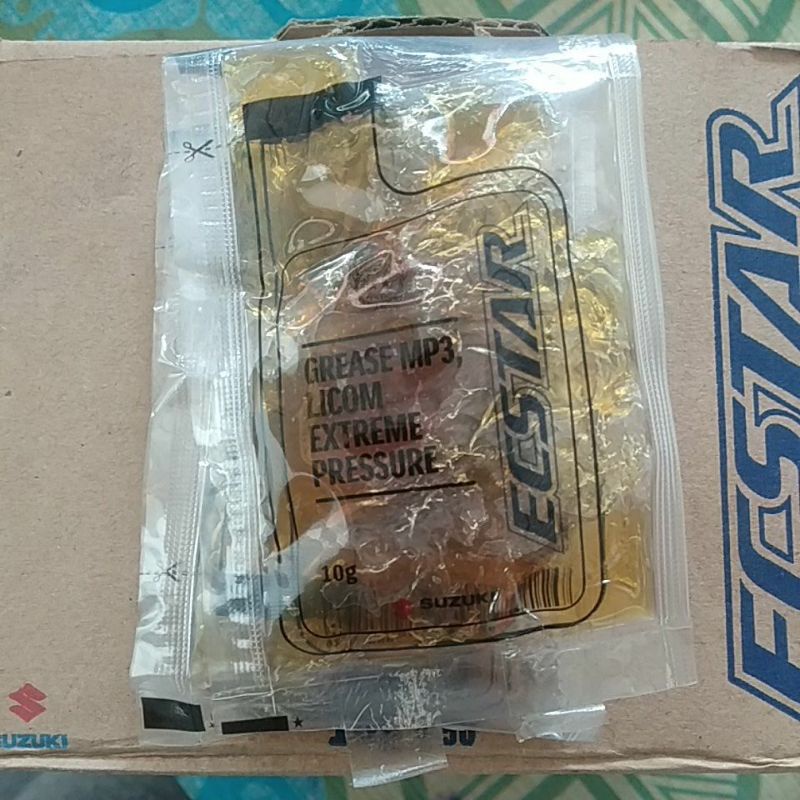 GREASE MP3,
LICOM
EXTREME
PRESSURE
ECSTAR
10g
SUZUKI
ECSTAR
SUZUKI